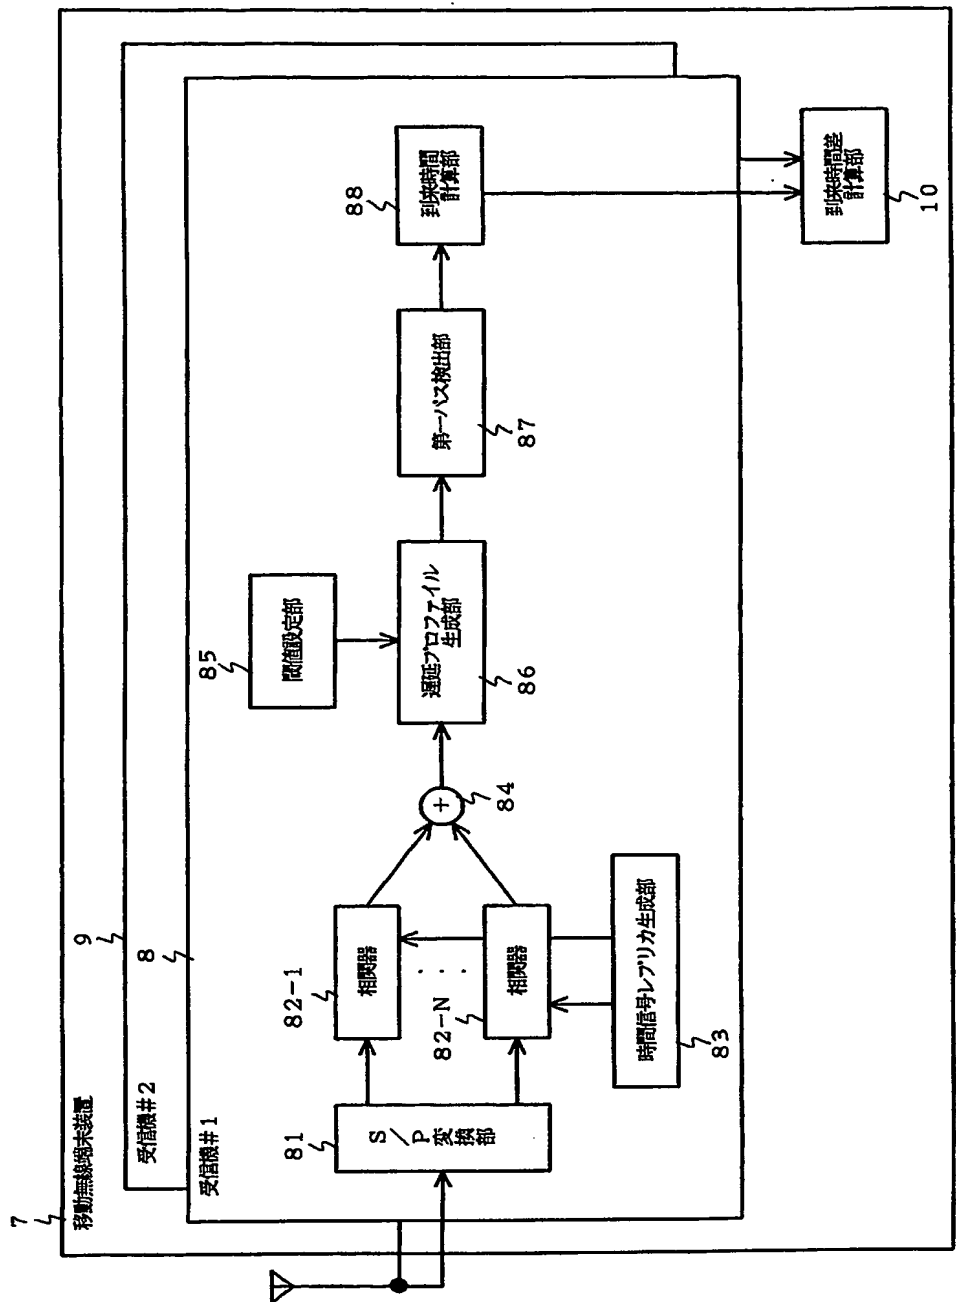 7
移動無線端末装置
9
受信機#2
8
受信機#1
81
S/P変換部
82-1
相関器
82-N
相関器
・・・
83
時間信号レプリカ生成部
+
84
85
閾値設定部
遅延プロファイル
生成部
86
第一パス検出部
87
88
到来時間
計算部
到来時間差
計算部
10